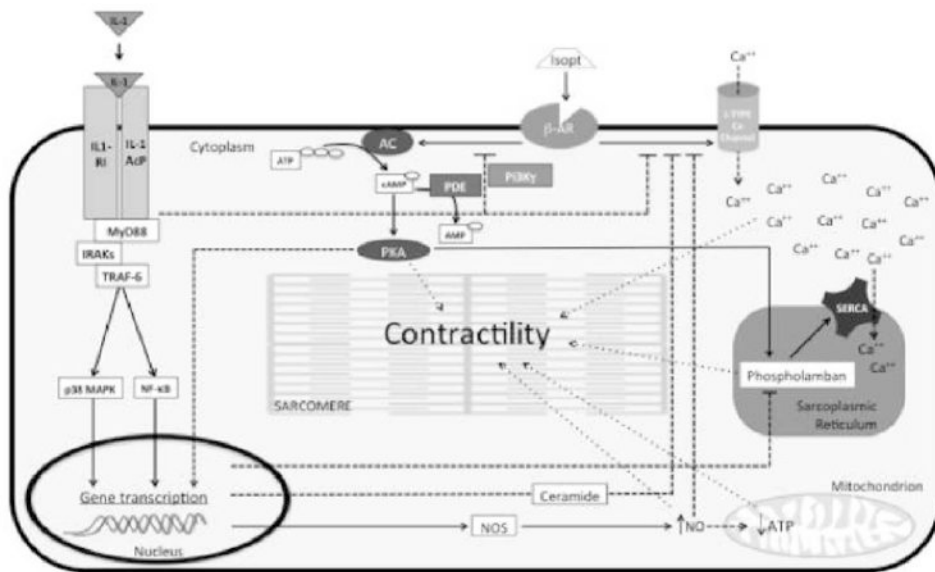 IL-1
IL-1
IL1-
RI
IL-1
AcP
MyD88
IRAKs
TRAF-6
p38 MAPK
NF-kB
Gene transcription
Nucleus
Cytoplasm
ATP
AC
cAMP
PDE
PI3Kγ
AMP
PKA
Isopt
β-AR
Ca⁺⁺
L-TYPE
Ca
Channel
Ca⁺⁺
Ca⁺⁺
Ca⁺⁺
Ca⁺⁺
Ca⁺⁺
Ca⁺⁺
Ca⁺⁺
Ca⁺⁺
Ca⁺⁺
Ca⁺⁺
Ca⁺⁺
Ca⁺⁺
Contractility
SARCOMERE
SERCA
Ca⁺⁺
Ca⁺⁺
Phospholamban
Sarcoplasmic
Reticulum
Ceramide
NOS
↑NO
↓ATP
Mitochondrion